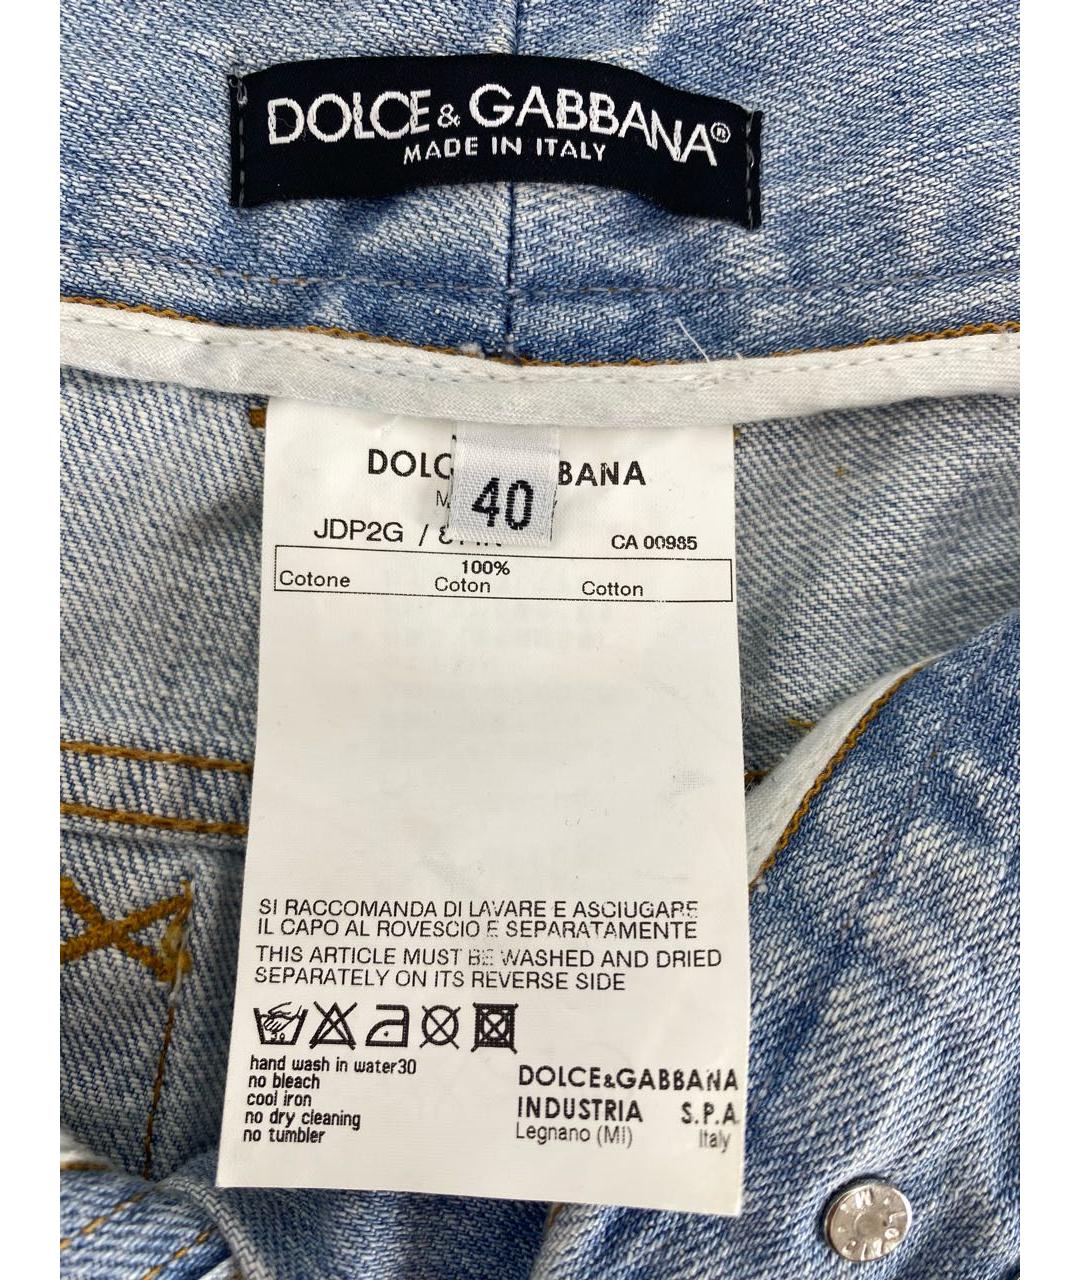 DOLCE & GABBANA®
MADE IN ITALY
40
JDP2G /
CA 00985
100%
Cotone Coton Cotton
SI RACCOMANDA DI LAVARE E ASCIUGARE
IL CAPO AL ROVESCIO E SEPARATAMENTE
THIS ARTICLE MUST BE WASHED AND DRIED
SEPARATELY ON ITS REVERSE SIDE
30
hand wash in water30
no bleach
cool iron
no dry cleaning
no tumbler
DOLCE&GABBANA
INDUSTRIA S.P.A.
Legnano (MI) Italy